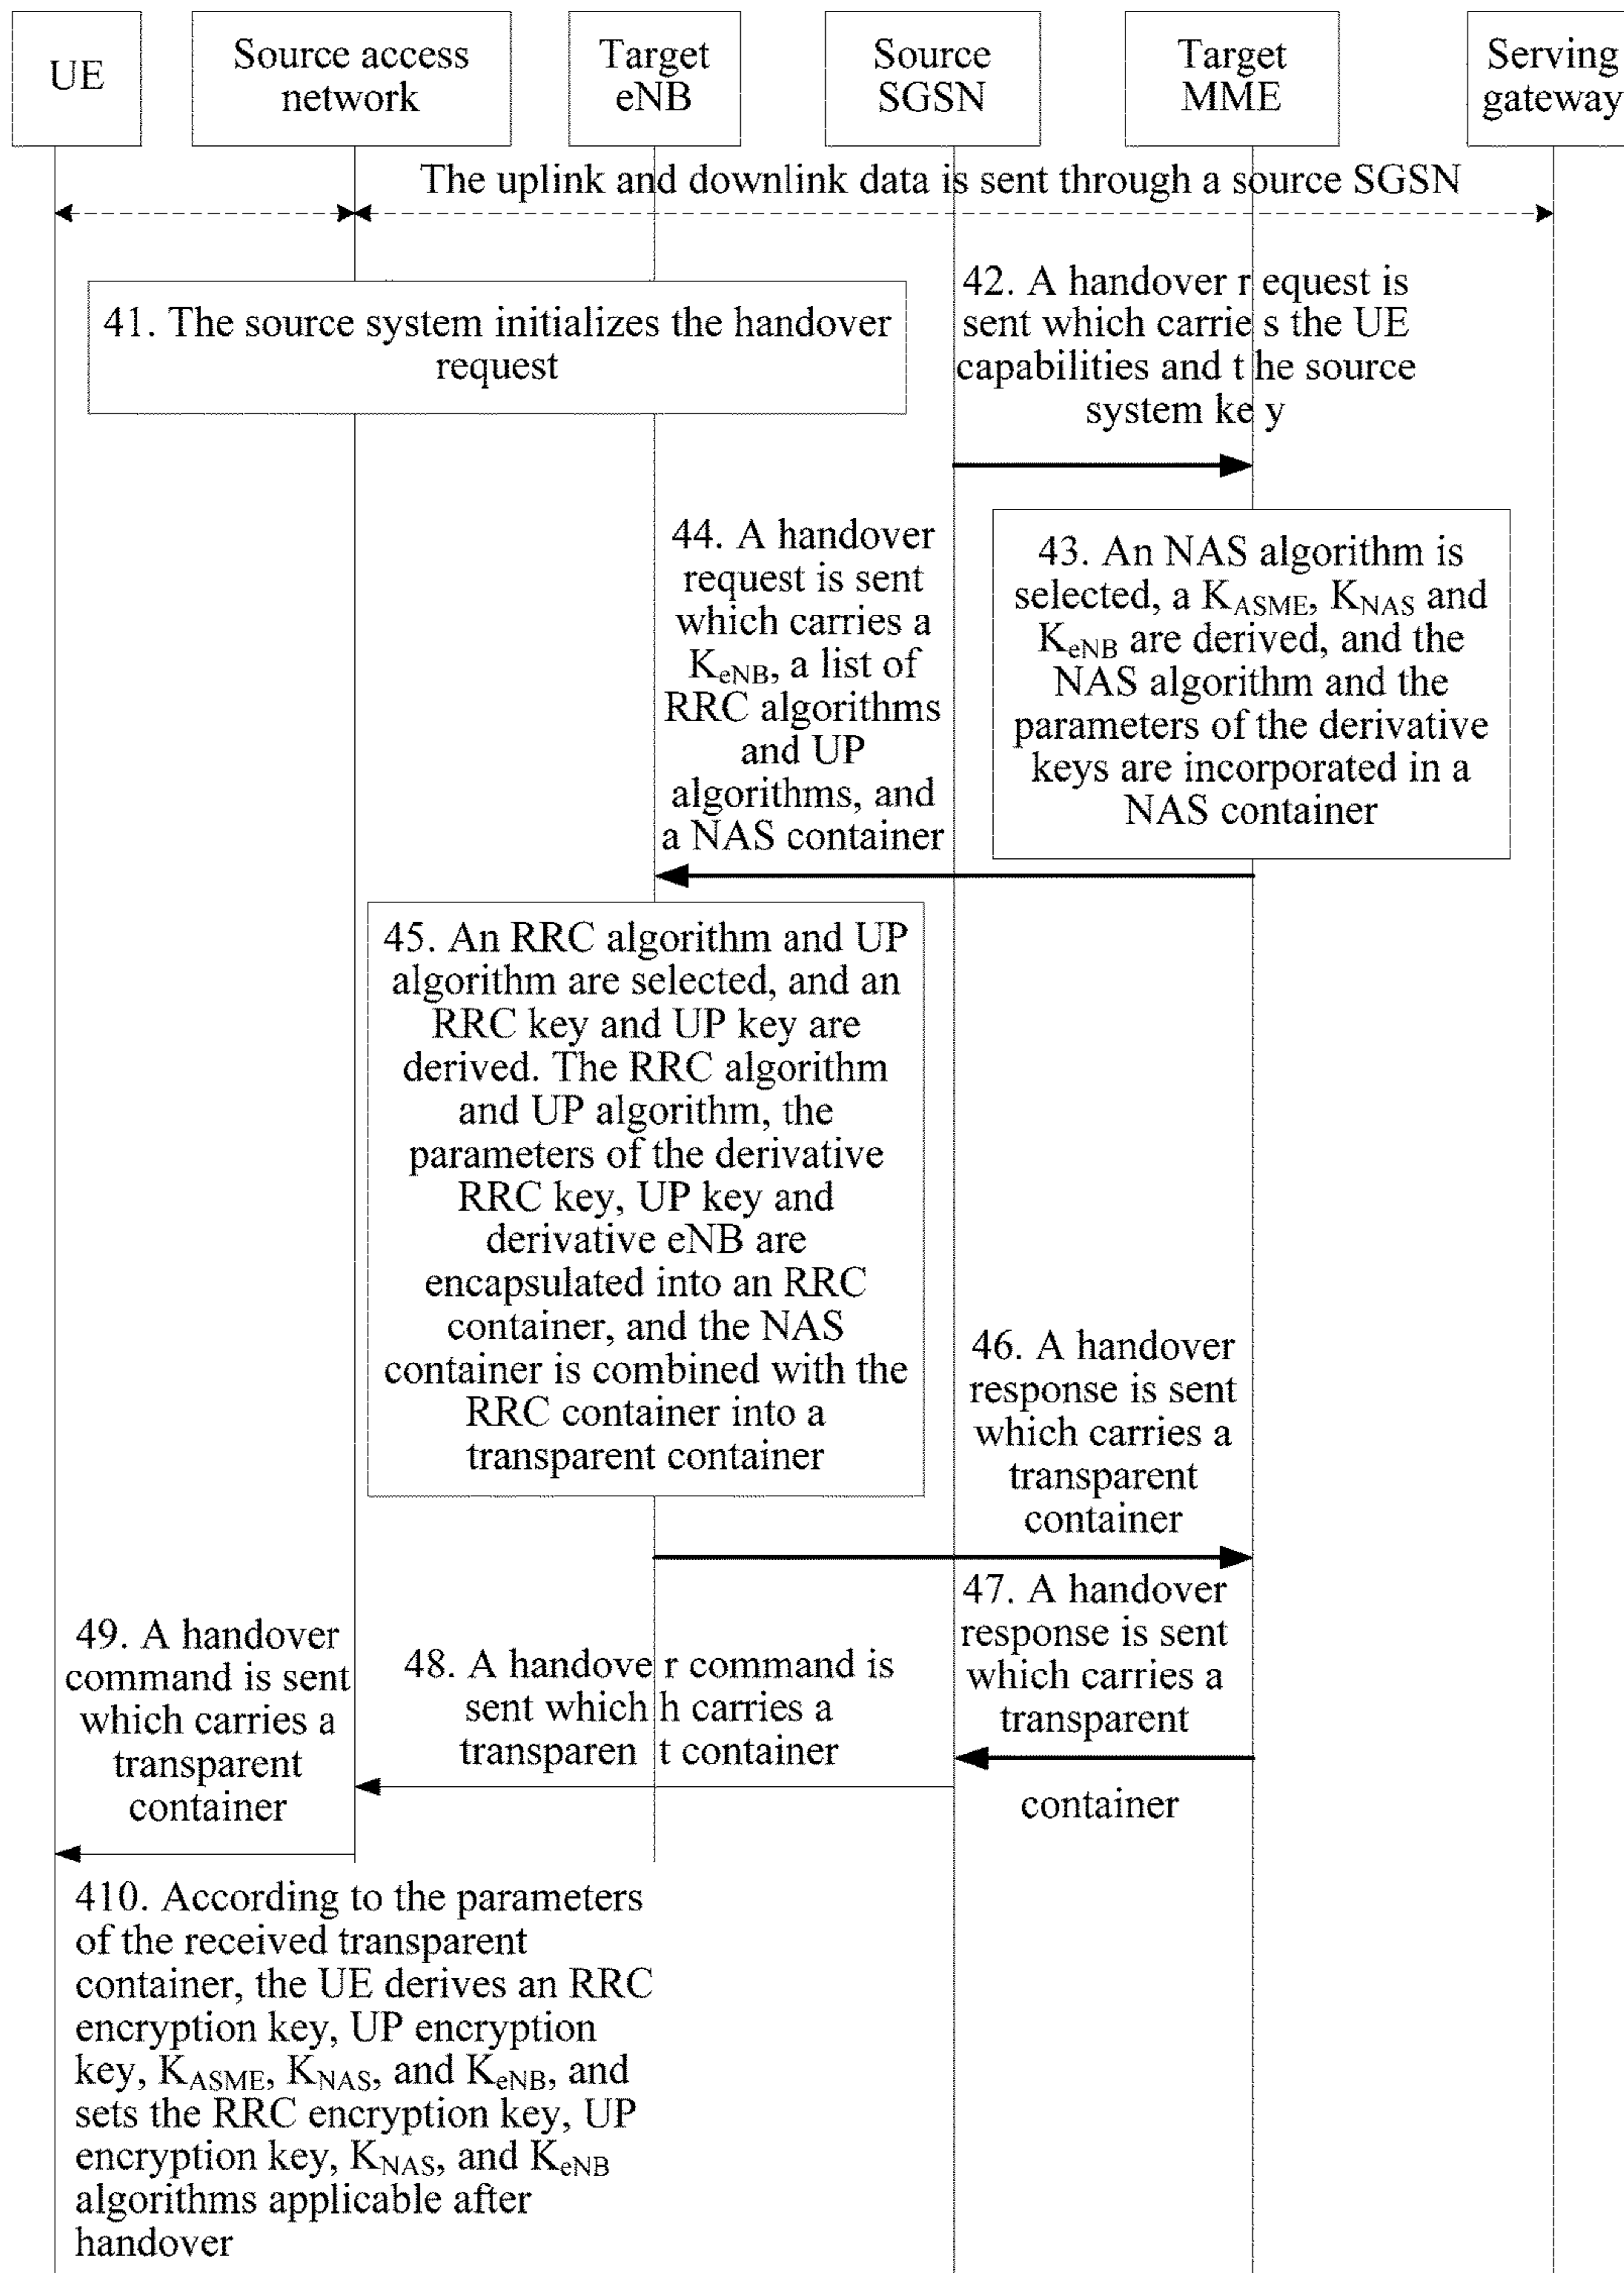 UE
Source access
network
Target
eNB
Source
SGSN
Target
MME
Serving
gateway
The uplink and downlink data is sent through a source SGSN
41. The source system initializes the handover
request
42. A handover request is
sent which carries the UE
capabilities and the source
system key
43. An NAS algorithm is
selected, a KASME, KNAS and
KeNB are derived, and the
NAS algorithm and the
parameters of the derivative
keys are incorporated in a
NAS container
44. A handover
request is sent
which carries a
KeNB, a list of
RRC algorithms
and UP
algorithms, and
a NAS container
45. An RRC algorithm and UP
algorithm are selected, and an
RRC key and UP key are
derived. The RRC algorithm
and UP algorithm, the
parameters of the derivative
RRC key, UP key and
derivative eNB are
encapsulated into an RRC
container, and the NAS
container is combined with the
RRC container into a
transparent container
46. A handover
response is sent
which carries a
transparent
container
47. A handover
response is sent
which carries a
transparent
container
48. A handover command is
sent which h carries a
transparent container
49. A handover
command is sent
which carries a
transparent
container
410. According to the parameters
of the received transparent
container, the UE derives an RRC
encryption key, UP encryption
key, KASME, KNAS, and KeNB, and
sets the RRC encryption key, UP
encryption key, KNAS, and KeNB
algorithms applicable after
handover